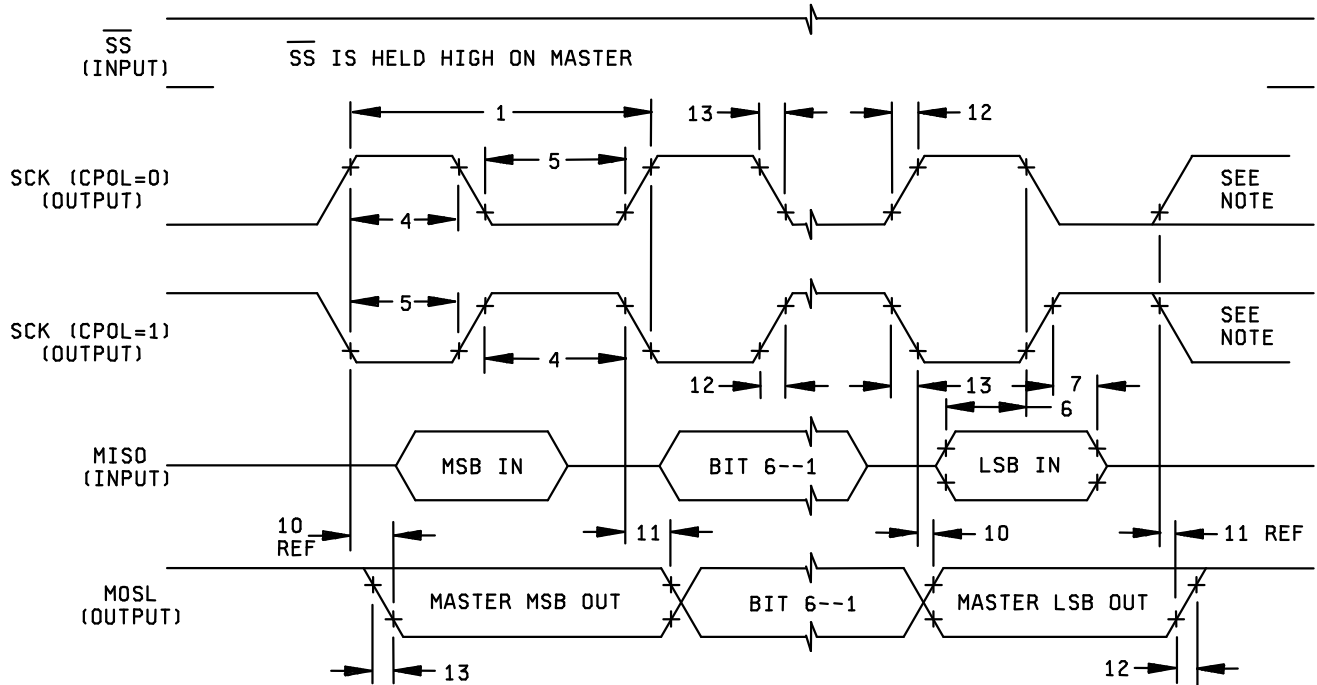 SS
(INPUT)
SS IS HELD HIGH ON MASTER
1
13
12
SCK (CPOL=0)
(OUTPUT)
5
4
SEE
NOTE
SCK (CPOL=1)
(OUTPUT)
5
4
SEE
NOTE
12
13
7
6
MISO
(INPUT)
MSB IN
BIT 6--1
LSB IN
10
REF
11
10
11 REF
MOSL
(OUTPUT)
MASTER MSB OUT
BIT 6--1
MASTER LSB OUT
13
12